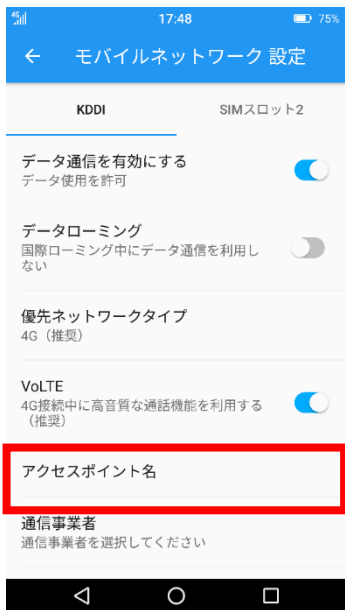 4G 17:48 75%
モバイルネットワーク 設定
KDDI SIMスロット2
データ通信を有効にする
データ使用を許可
データローミング
国際ローミング中にデータ通信を利用し
ない
優先ネットワークタイプ
4G（推奨）
VoLTE
4G接続中に高音質な通話機能を利用する
（推奨）
アクセスポイント名
通信事業者
通信事業者を選択してください